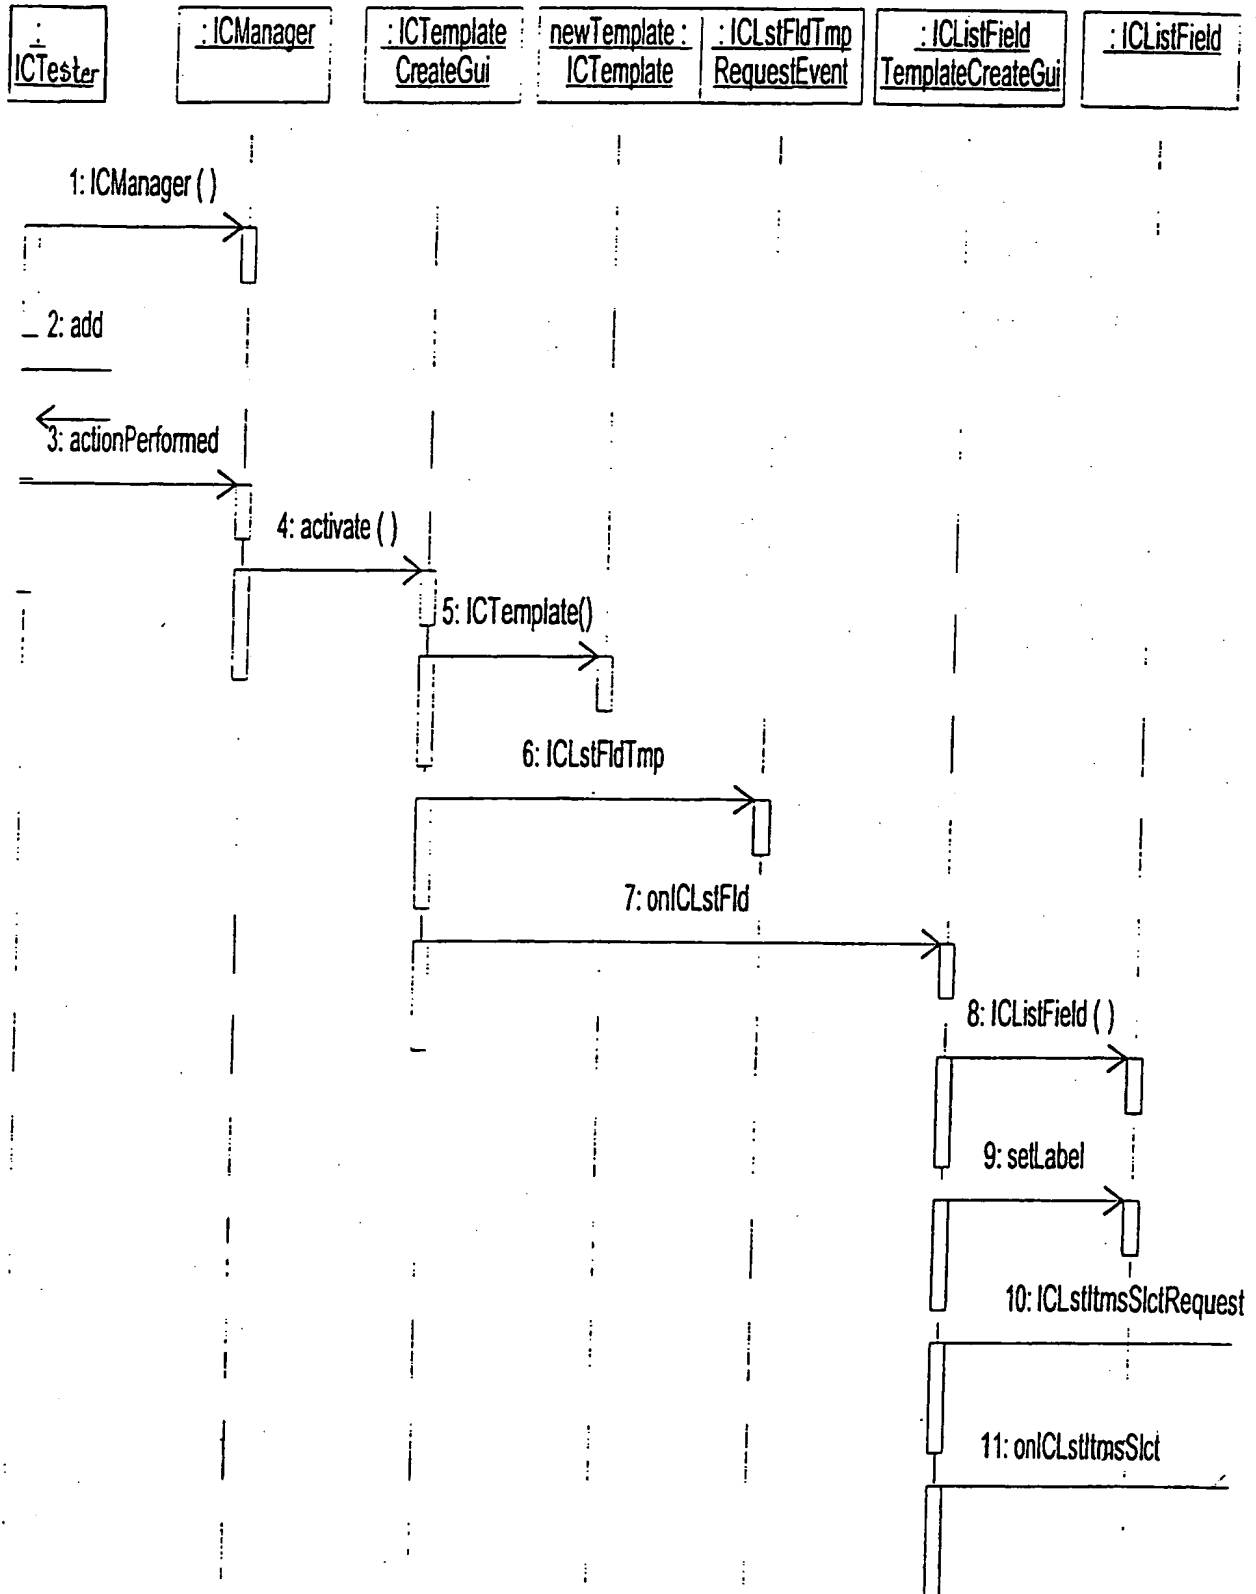 :
ICTester
: ICManager
: ICTemplate
CreateGui
newTemplate :
ICTemplate
: ICLstFldTmp
RequestEvent
: ICListField
TemplateCreateGui
: ICListField
1: ICManager ( )
2: add
3: actionPerformed
4: activate ( )
5: ICTemplate()
6: ICLstFldTmp
7: onICLstFld
8: ICListField ( )
9: setLabel
10: ICLstItmsSlctRequest
11: onICLstItmsSlct